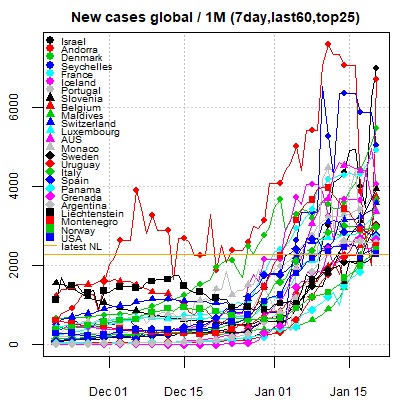 New cases global / 1M (7day,last60,top25)
Israel
Andorra
Denmark
Seychelles
France
Iceland
Portugal
Slovenia
Belgium
Maldives
Switzerland
Luxembourg
AUS
Monaco
Sweden
Uruguay
Italy
Spain
Panama
Grenada
Argentina
Liechtenstein
Montenegro
Norway
USA
latest NL
0
2000
4000
6000
Dec 01
Dec 15
Jan 01
Jan 15